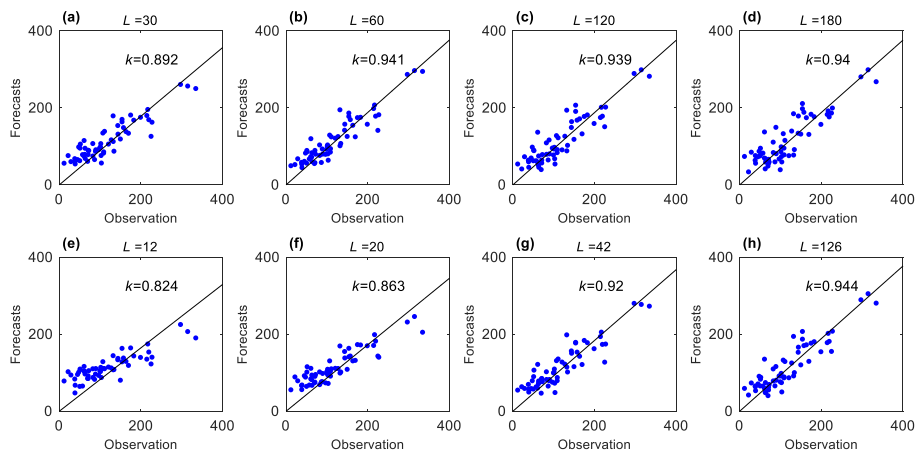 (a) L =30
400
k=0.892
200
0
0 200 400
Forecasts
Observation
(b) L =60
400
k=0.941
200
0
0 200 400
Forecasts
Observation
(c) L =120
400
k=0.939
200
0
0 200 400
Forecasts
Observation
(d) L =180
400
k=0.94
200
0
0 200 400
Forecasts
Observation
(e) L =12
400
k=0.824
200
0
0 200 400
Forecasts
Observation
(f) L =20
400
k=0.863
200
0
0 200 400
Forecasts
Observation
(g) L =42
400
k=0.92
200
0
0 200 400
Forecasts
Observation
(h) L =126
400
k=0.944
200
0
0 200 400
Forecasts
Observation